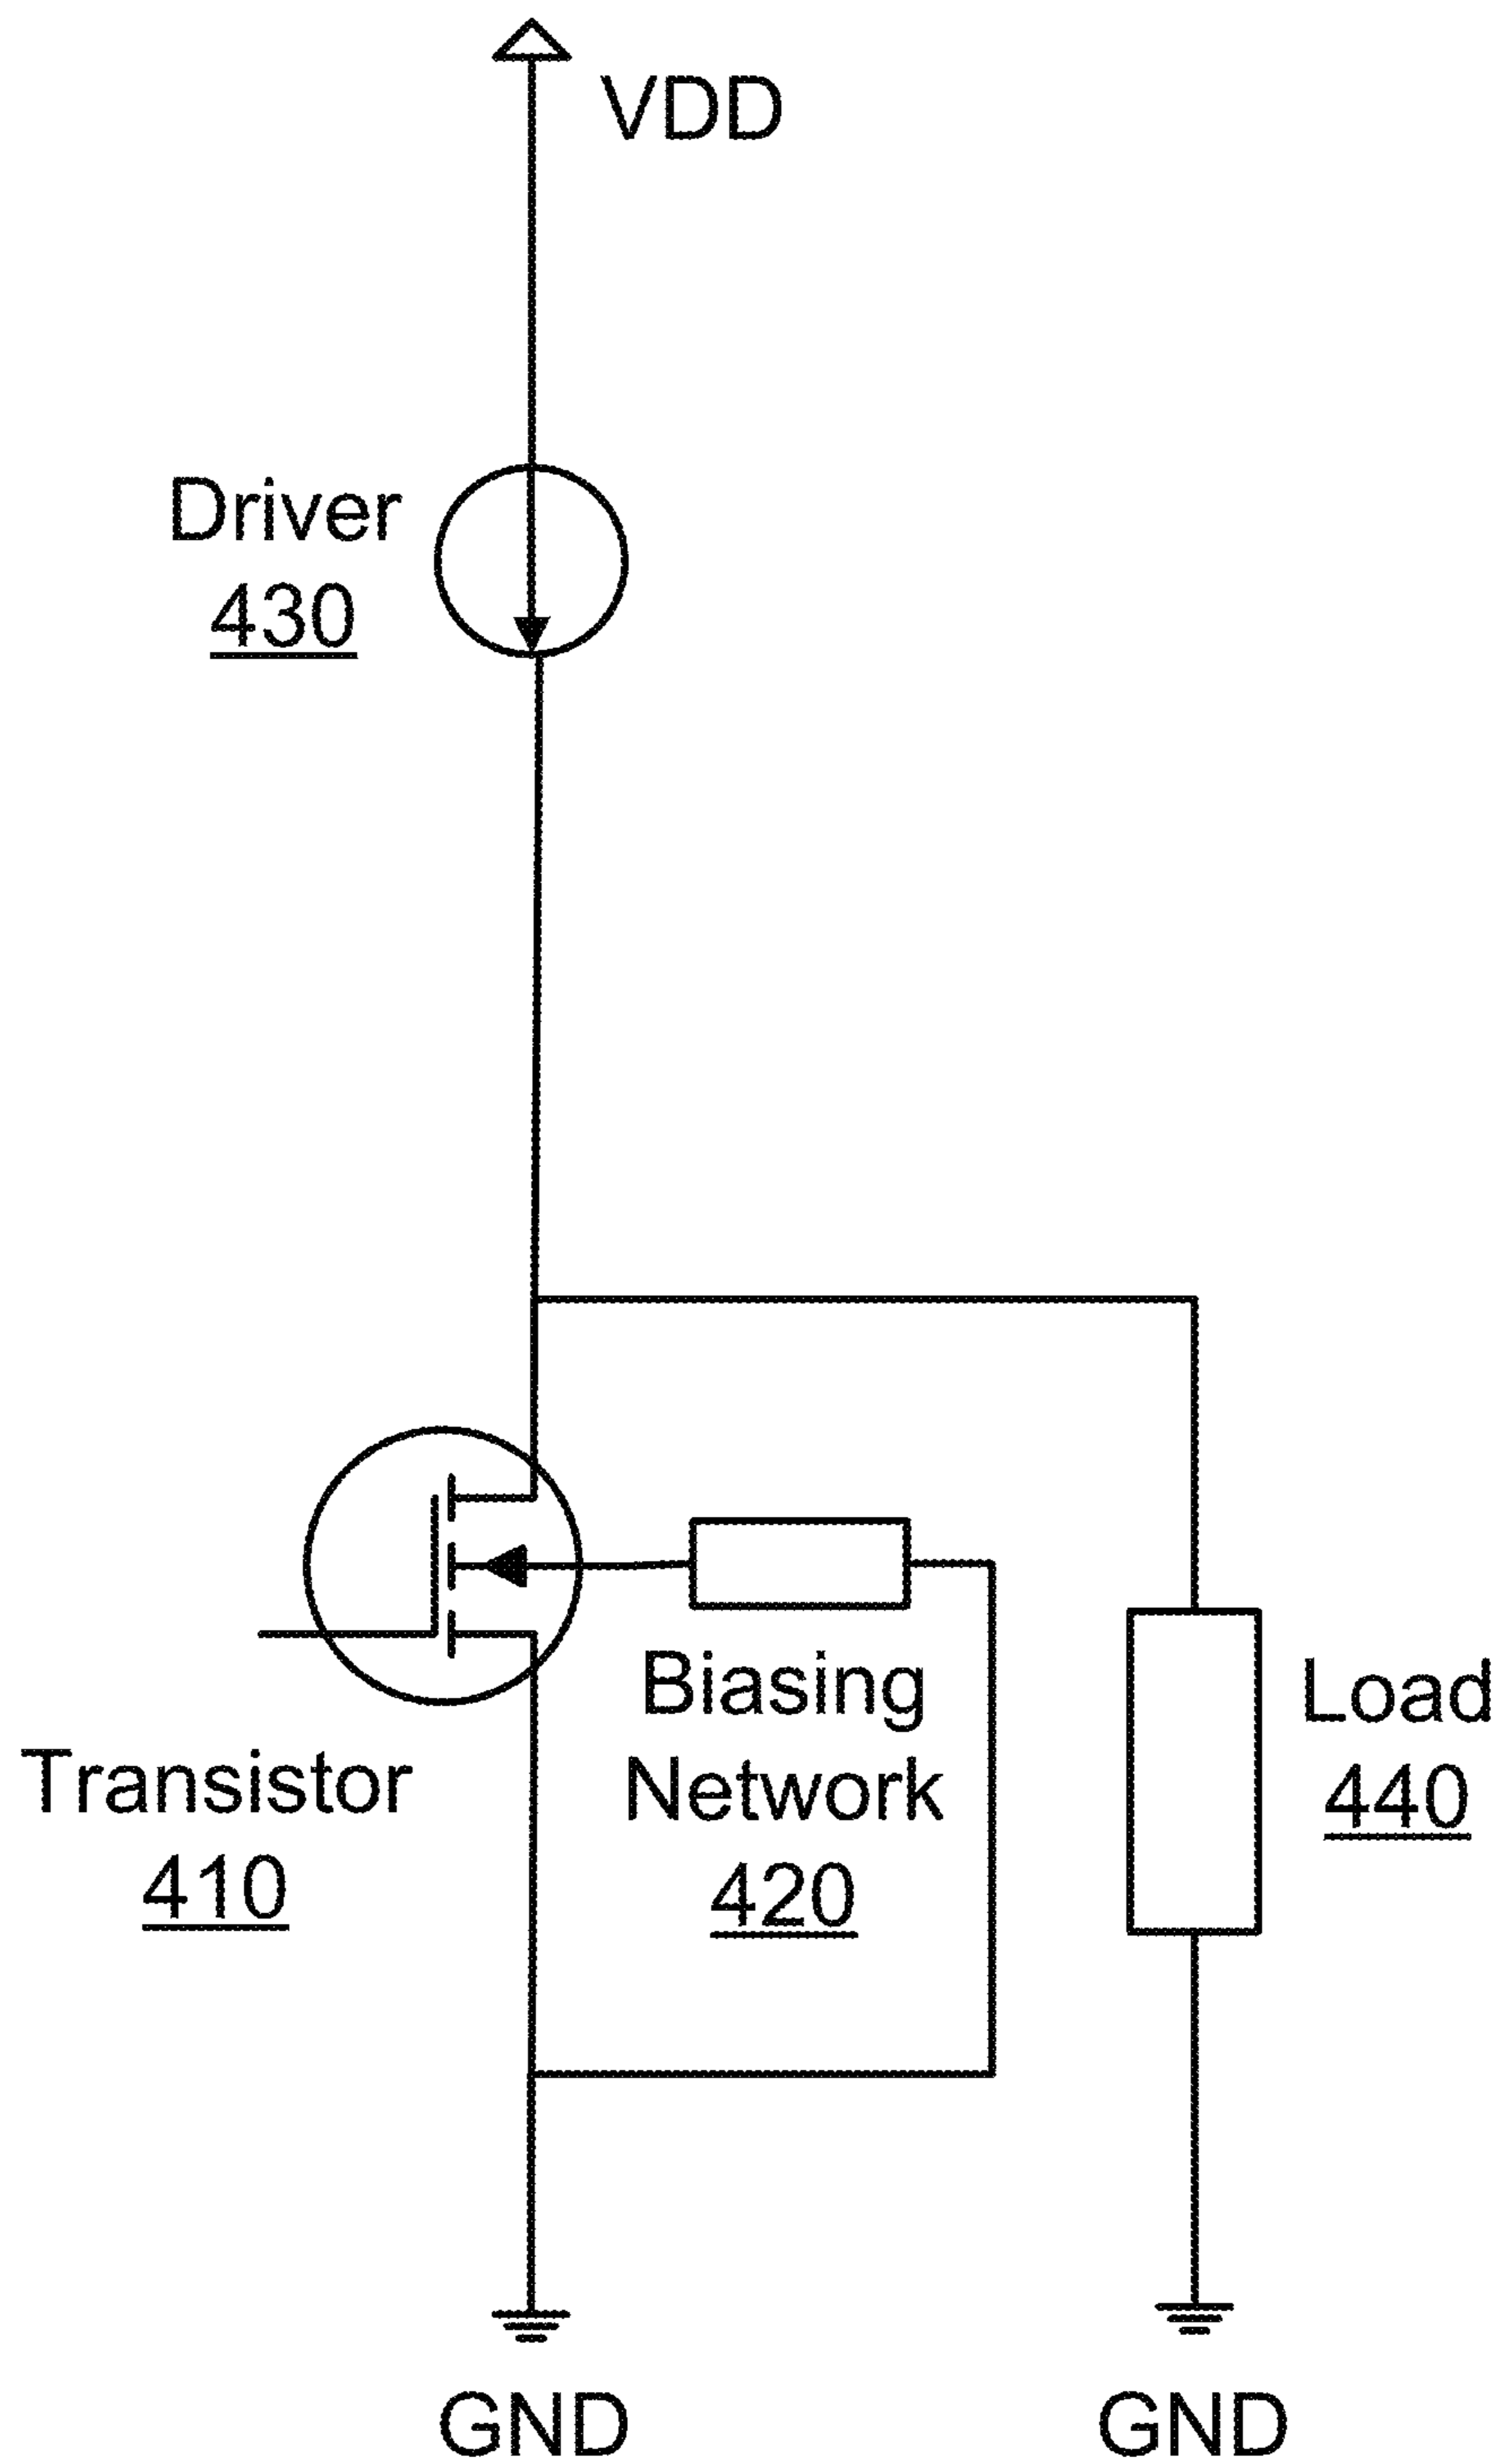 VDD
Driver
430
Transistor
410
Biasing
Network
420
Load
440
GND
GND